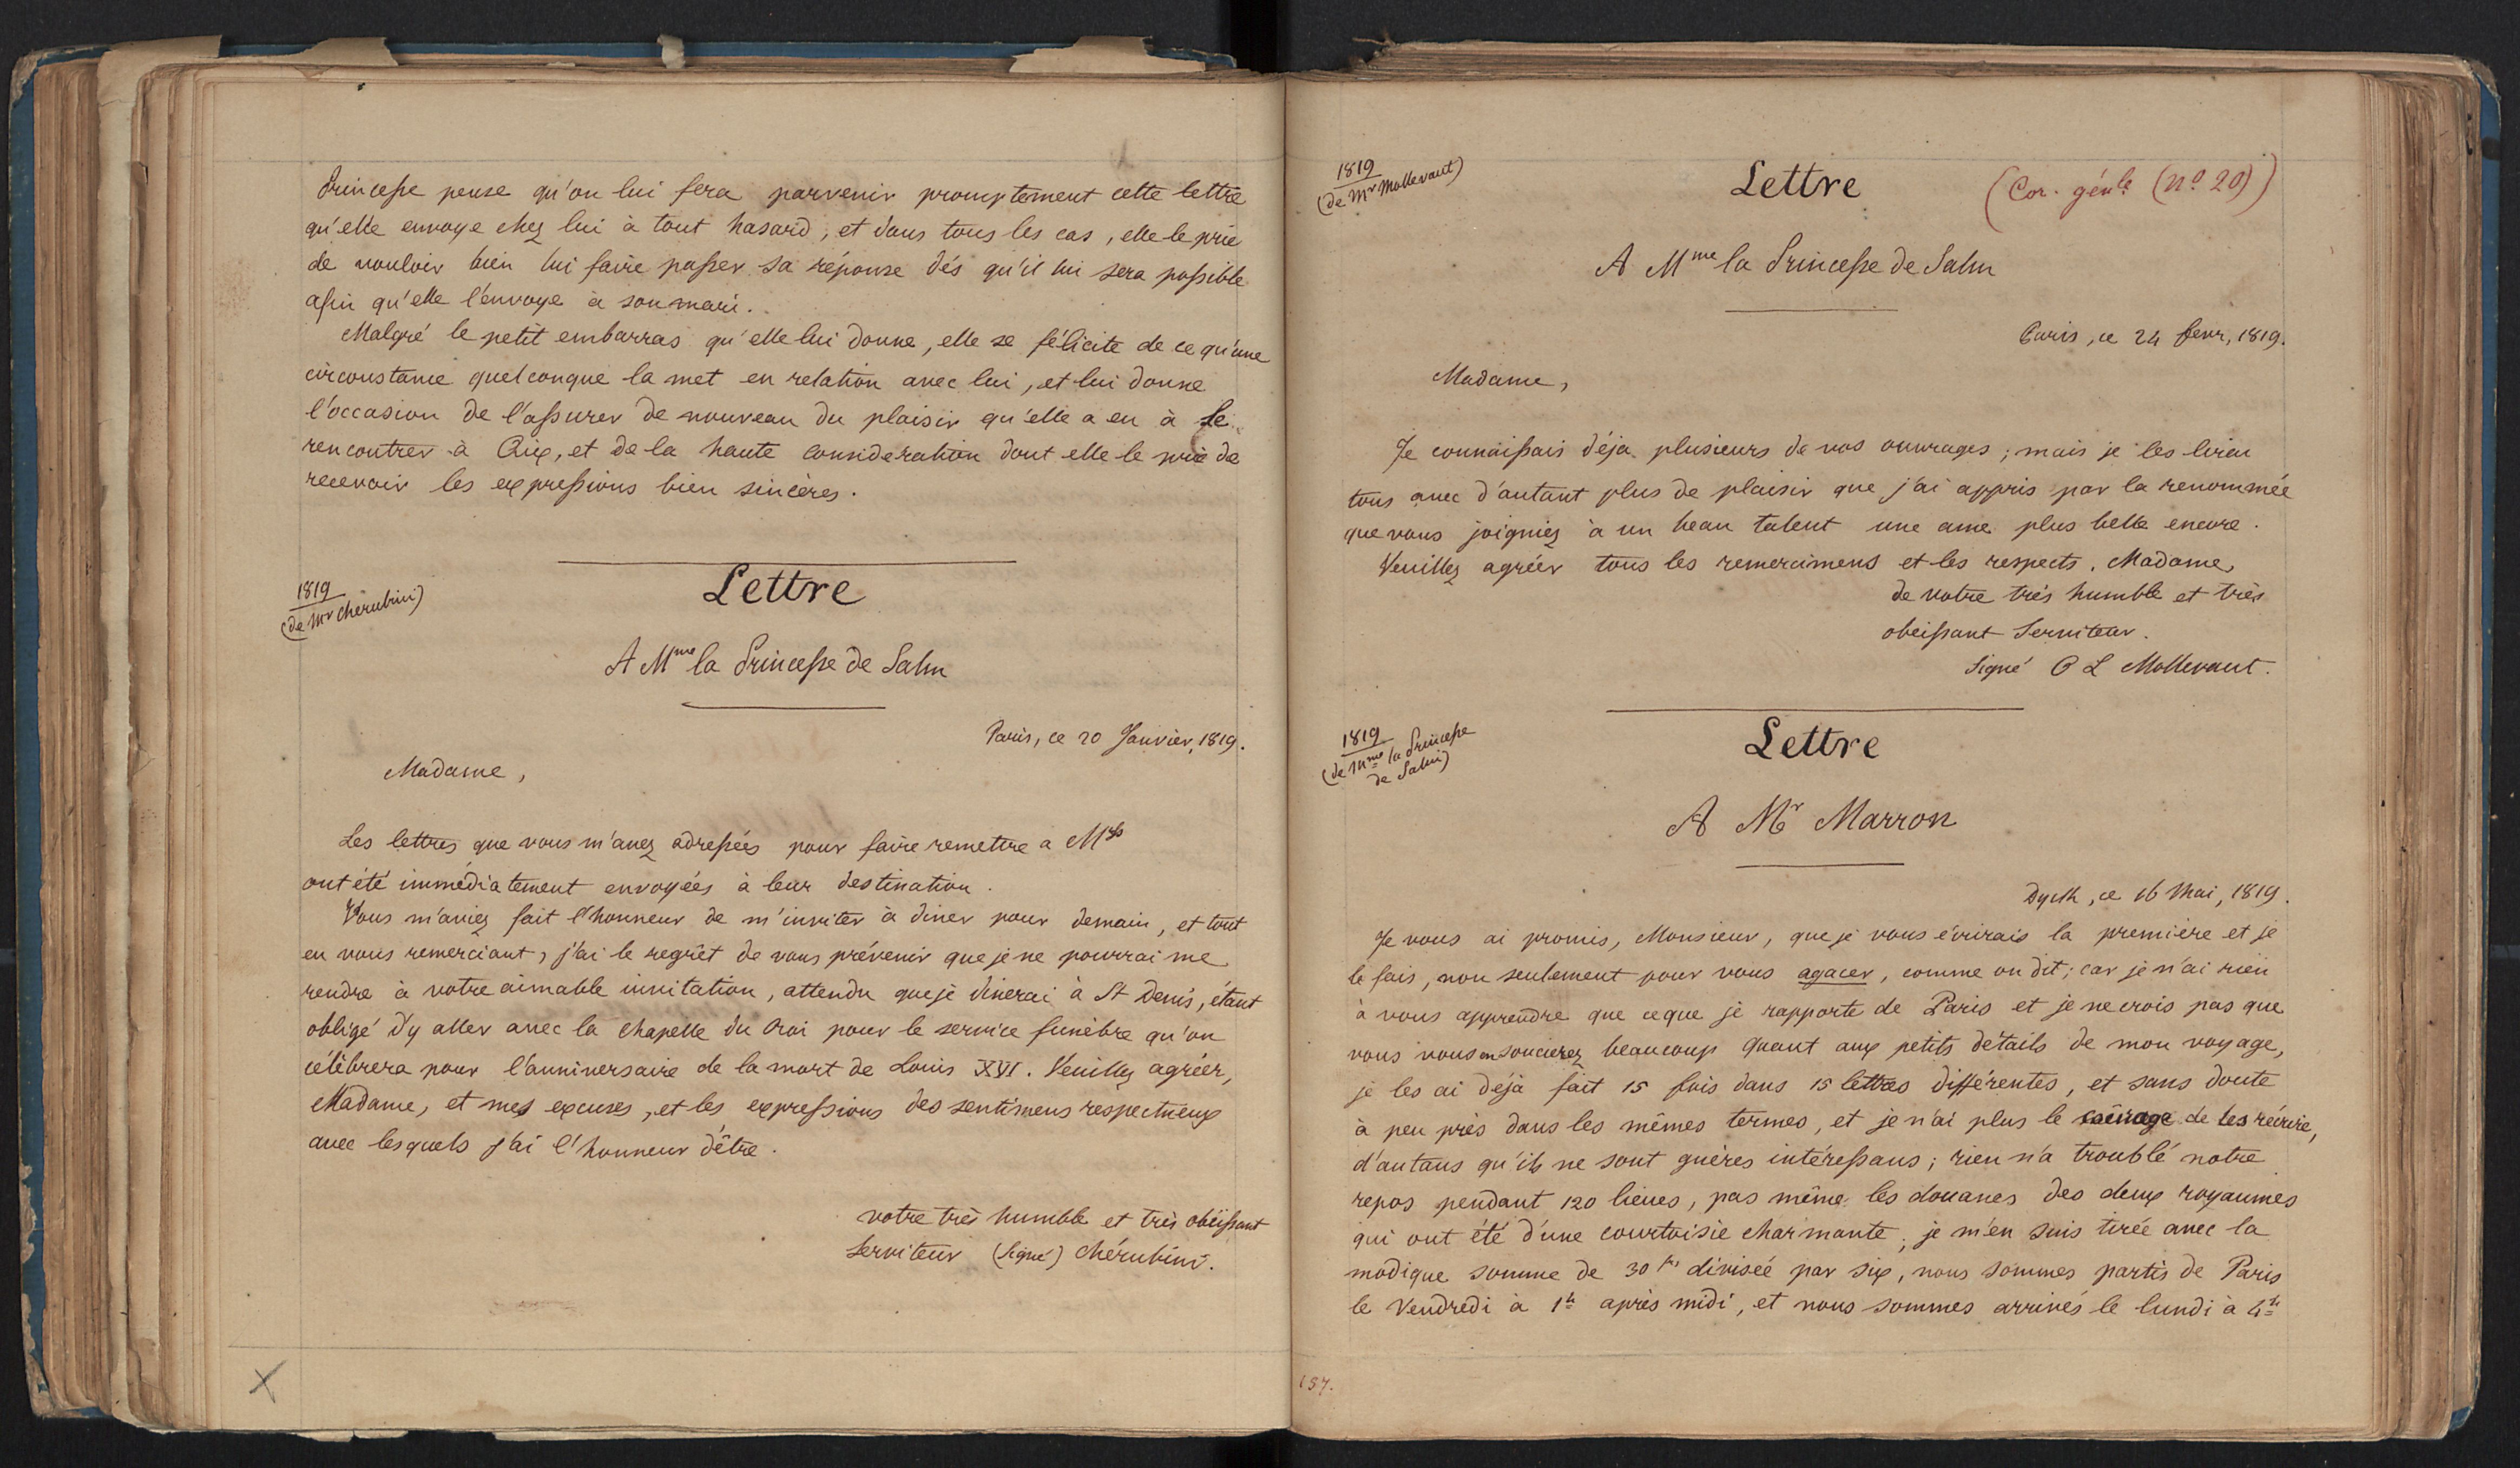 Princesse pense qu'on lui fera parvenir promptement cette lettre
qu'elle envoye chez lui à tout hasard, et dans tous les cas, elle le prie
de vouloir bien lui faire passer sa réponse dès qu'il lui sera possible
afin qu'elle l'envoye à son mari.
Malgré le petit embarras qu'elle lui donne, elle se félicite de ce qu'une
circonstance quelconque la met en relation avec lui, et lui donne
l'occasion de l'assurer de nouveau du plaisir qu'elle a eu à le
rencontrer à Aix, et de la haute consideration dont elle le prie de
recevoir les expressions bien sincères.
1819
(de Mr Chérubini)
Lettre
A Mme la Princesse de Salm
Paris, ce 20 Janvier, 1819.
Madame,
Les lettres que vous m'avez adressées pour faire remettre a Mrs
ont été immédiatement envoyées à leur destination.
Vous m'aviez fait l'honneur de m'inviter à diner pour demain, et tout
en vous remerciant, j'ai le regrêt de vous prévenir que je ne pourrai me
rendre à votre aimable invitation, attendu que je dinerai à St Denis, étant
obligé d'y aller avec la chapelle du roi pour le service funèbre qu'on
célébrera pour l'anniversaire de la mort de Louis XVI. Veuillez agréer,
Madame, et mes excuses, et les expressions des sentimens respectueux
avec lesquels j'ai l'honneur d'être.
votre très humble et très obéissant
Serviteur (Signé) Chérubini.
1819
(de Mr Mollevaut)
Lettre
(Cor. génle (no 20))
A Mme la Princesse de Salm
Paris, ce 24 fevr, 1819.
Madame,
Je connaissais déja plusieurs de vos ouvrages; mais je les lirai
tous avec d'autant plus de plaisir que j'ai appris par la renommée
que vous joigniez à un beau talent une ame plus belle encore.
Veuillez agréer tous les remercimens et les respects, Madame,
de votre très humble et très
obeissant Serviteur.
Signé C L Mollevaut.
1819
(de Mme la Princesse
de Salm)
Lettre
A Mr Marron
Dyck, ce 16 Mai, 1819.
Je vous ai promis, Monsieur, que je vous écrirais la première et je
le fais, non seulement pour vous agacer, comme on dit; car je n'ai rien
à vous apprendre que ce que je rapporte de Paris et je ne crois pas que
vous vous en soucierez beaucoup quant aux petits détails de mon voyage,
je les ai déjà fait 15 fois dans 15 lettres différentes, et sans doute
à peu près dans les mêmes termes, et je n'ai plus le courage de les récrire,
d'autans qu'ils ne sont guères intéressans; rien n'a troublé notre
repos pendant 120 lieues, pas même les douanes des deux royaumes
qui ont été d'une courtoisie charmante, je m'en suis tirée avec la
modique somme de 30 frs divisée par six, nous sommes partis de Paris
le Vendredi à 1h après midi, et nous sommes arrivés le lundi à 4h
157.